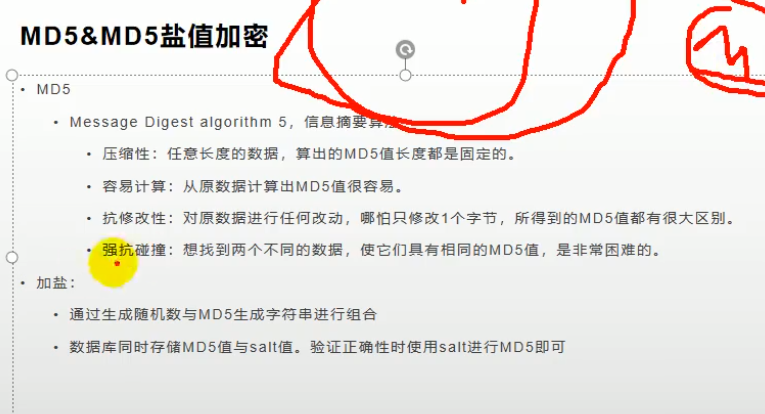 MD5&MD5盐值加密
• MD5
• Message Digest algorithm 5，信息摘要算法
• 压缩性：任意长度的数据，算出的MD5值长度都是固定的。
• 容易计算：从原数据计算出MD5值很容易。
• 抗修改性：对原数据进行任何改动，哪怕只修改1个字节，所得到的MD5值都有很大区别。
• 强抗碰撞：想找到两个不同的数据，使它们具有相同的MD5值，是非常困难的。
• 加盐：
• 通过生成随机数与MD5生成字符串进行组合
• 数据库同时存储MD5值与salt值。验证正确性时使用salt进行MD5即可